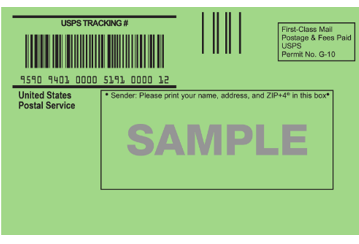 USPS TRACKING #
9590 9401 0000 5191 0000 12
First-Class Mail
Postage & Fees Paid
USPS
Permit No. G-10
United States
Postal Service
• Sender: Please print your name, address, and ZIP+4® in this box•
SAMPLE